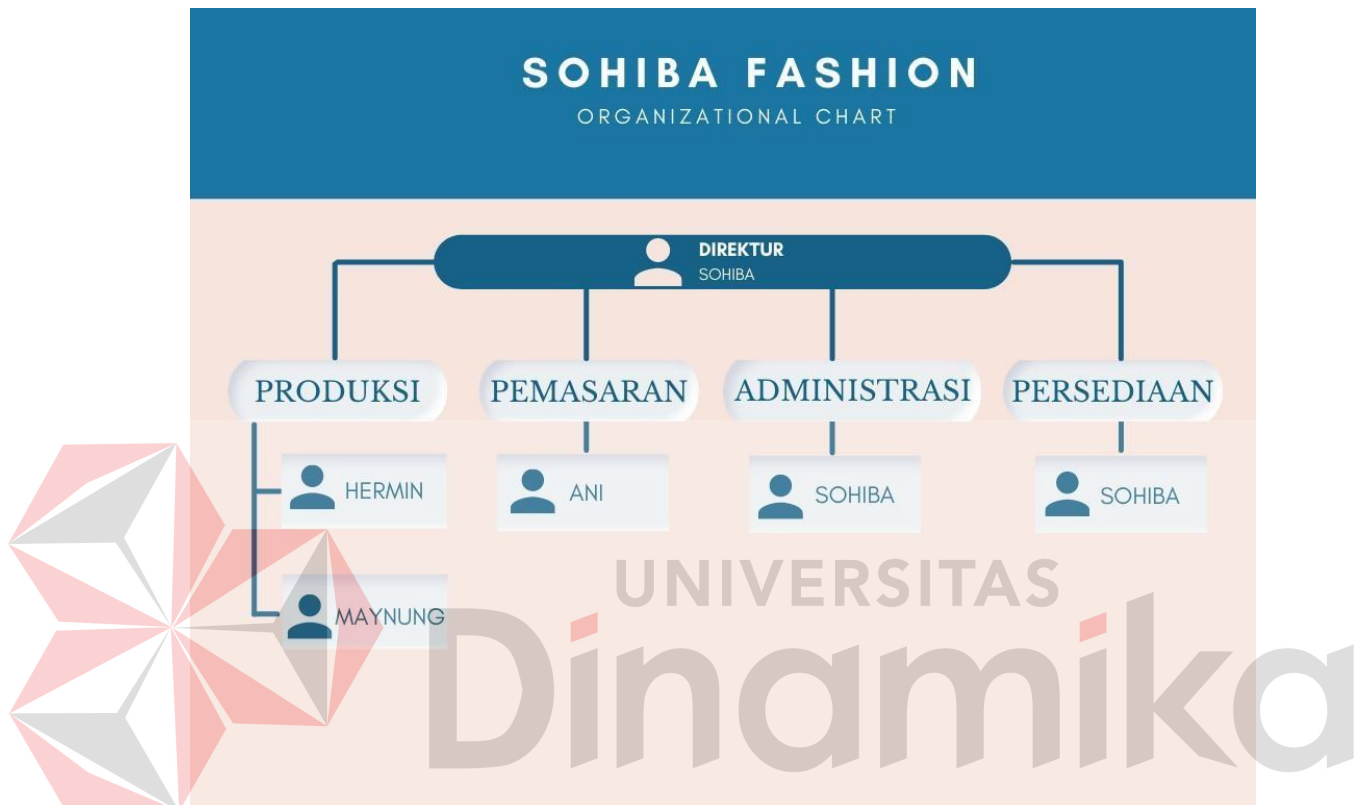 SOHIBA FASHION
ORGANIZATIONAL CHART
DIREKTUR
SOHIBA
PRODUKSI
PEMASARAN
ADMINISTRASI
PERSEDIAAN
HERMIN
ANI
SOHIBA
SOHIBA
MAYNUNG
UNIVERSITAS
Dinamika